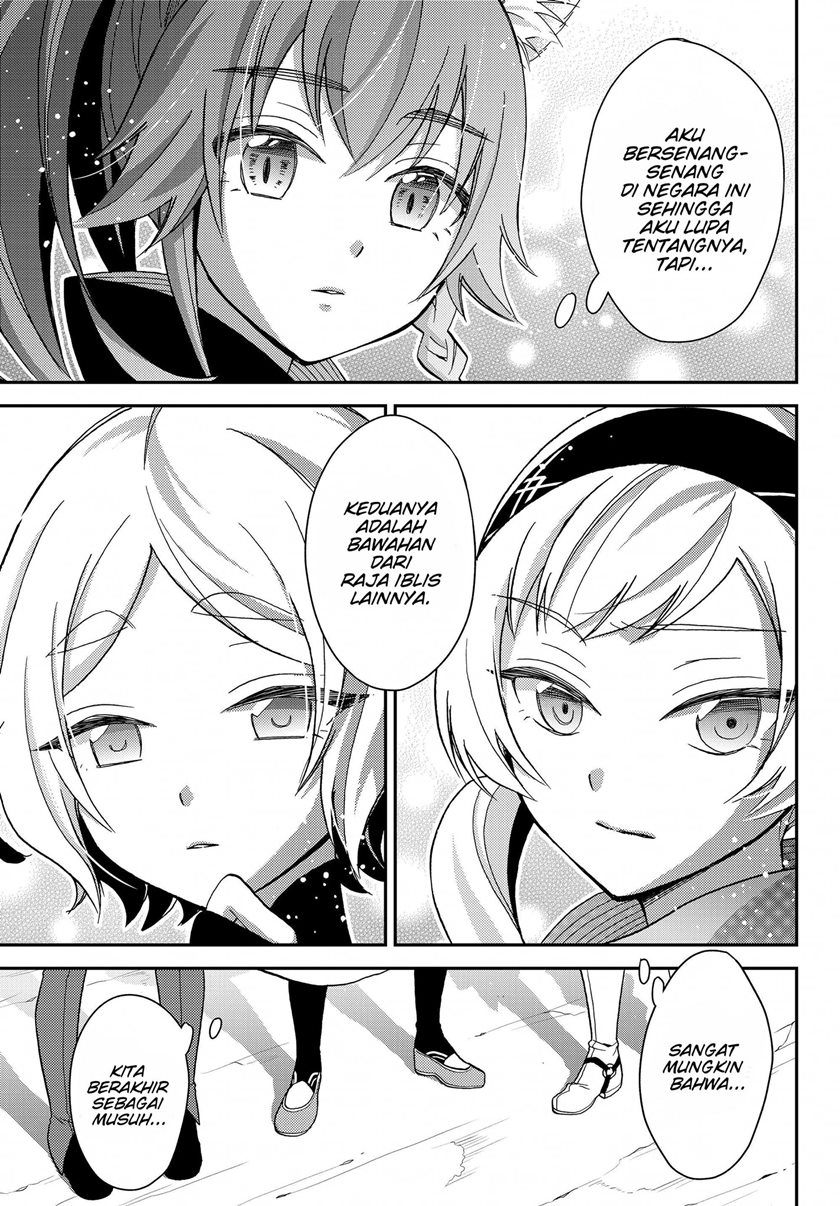 AKU
BERSENANG-
SENANG
DI NEGARA INI
SEHINGGA
AKU LUPA
TENTANGNYA,
TAPI...
KEDUANYA
ADALAH
BAWAHAN
DARI
RAJA IBLIS
LAINNYA.
SANGAT
MUNGKIN
BAHWA...
KITA
BERAKHIR
SEBAGAI
MUSUH...